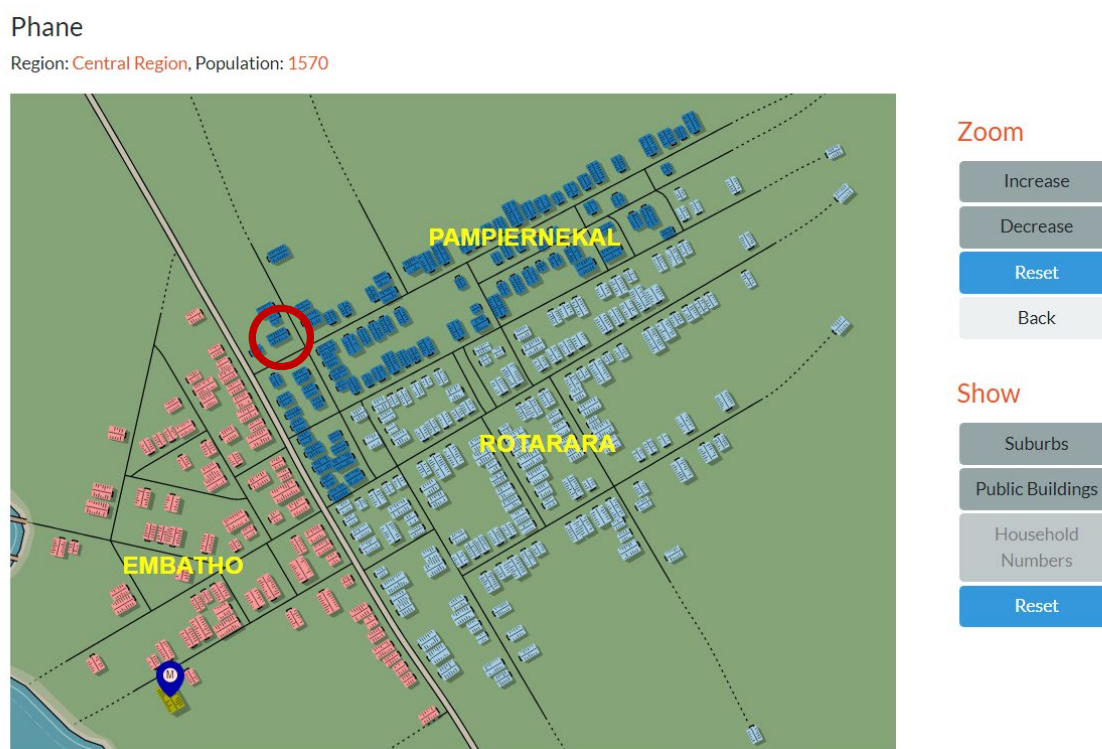 Phane
Region: Central Region, Population: 1570
PAMPIERNEKAL
ROTARARA
EMBATHO
M
Zoom
Increase
Decrease
Reset
Back
Show
Suburbs
Public Buildings
Household
Numbers
Reset